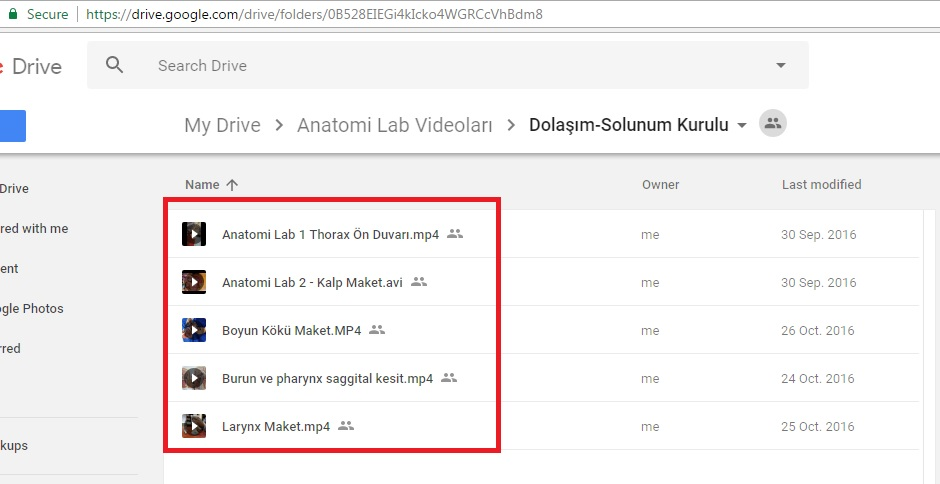 Secure https://drive.google.com/drive/folders/0B528EIEGi4kIcko4WGRCcVhBdm8
Drive Search Drive
My Drive > Anatomi Lab Videoları > Dolaşım-Solunum Kurulu
Name Owner Last modified
Drive
red with me
ent
gle Photos
rred
kups
Anatomi Lab 1 Thorax Ön Duvarı.mp4 me 30 Sep. 2016
Anatomi Lab 2 - Kalp Maket.avi me 30 Sep. 2016
Boyun Kökü Maket.MP4 me 26 Oct. 2016
Burun ve pharynx saggital kesit.mp4 me 24 Oct. 2016
Larynx Maket.mp4 me 25 Oct. 2016